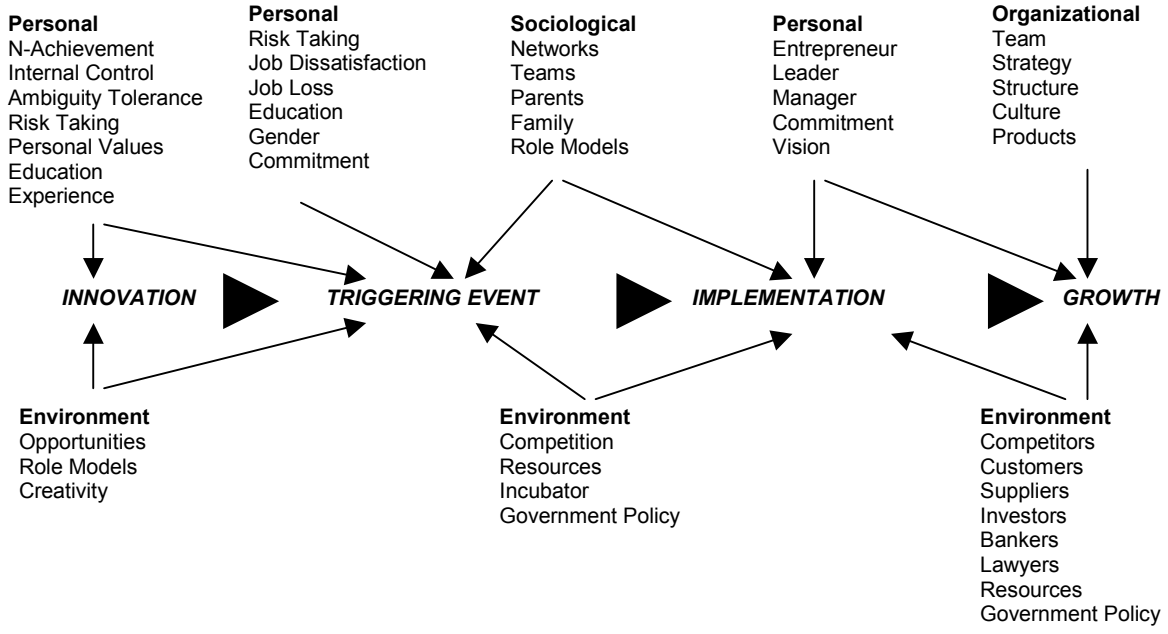 Personal
N-Achievement
Internal Control
Ambiguity Tolerance
Risk Taking
Personal Values
Education
Experience
Personal
Risk Taking
Job Dissatisfaction
Job Loss
Education
Gender
Commitment
Sociological
Networks
Teams
Parents
Family
Role Models
Personal
Entrepreneur
Leader
Manager
Commitment
Vision
Organizational
Team
Strategy
Structure
Culture
Products
INNOVATION
TRIGGERING EVENT
IMPLEMENTATION
GROWTH
Environment
Opportunities
Role Models
Creativity
Environment
Competition
Resources
Incubator
Government Policy
Environment
Competitors
Customers
Suppliers
Investors
Bankers
Lawyers
Resources
Government Policy